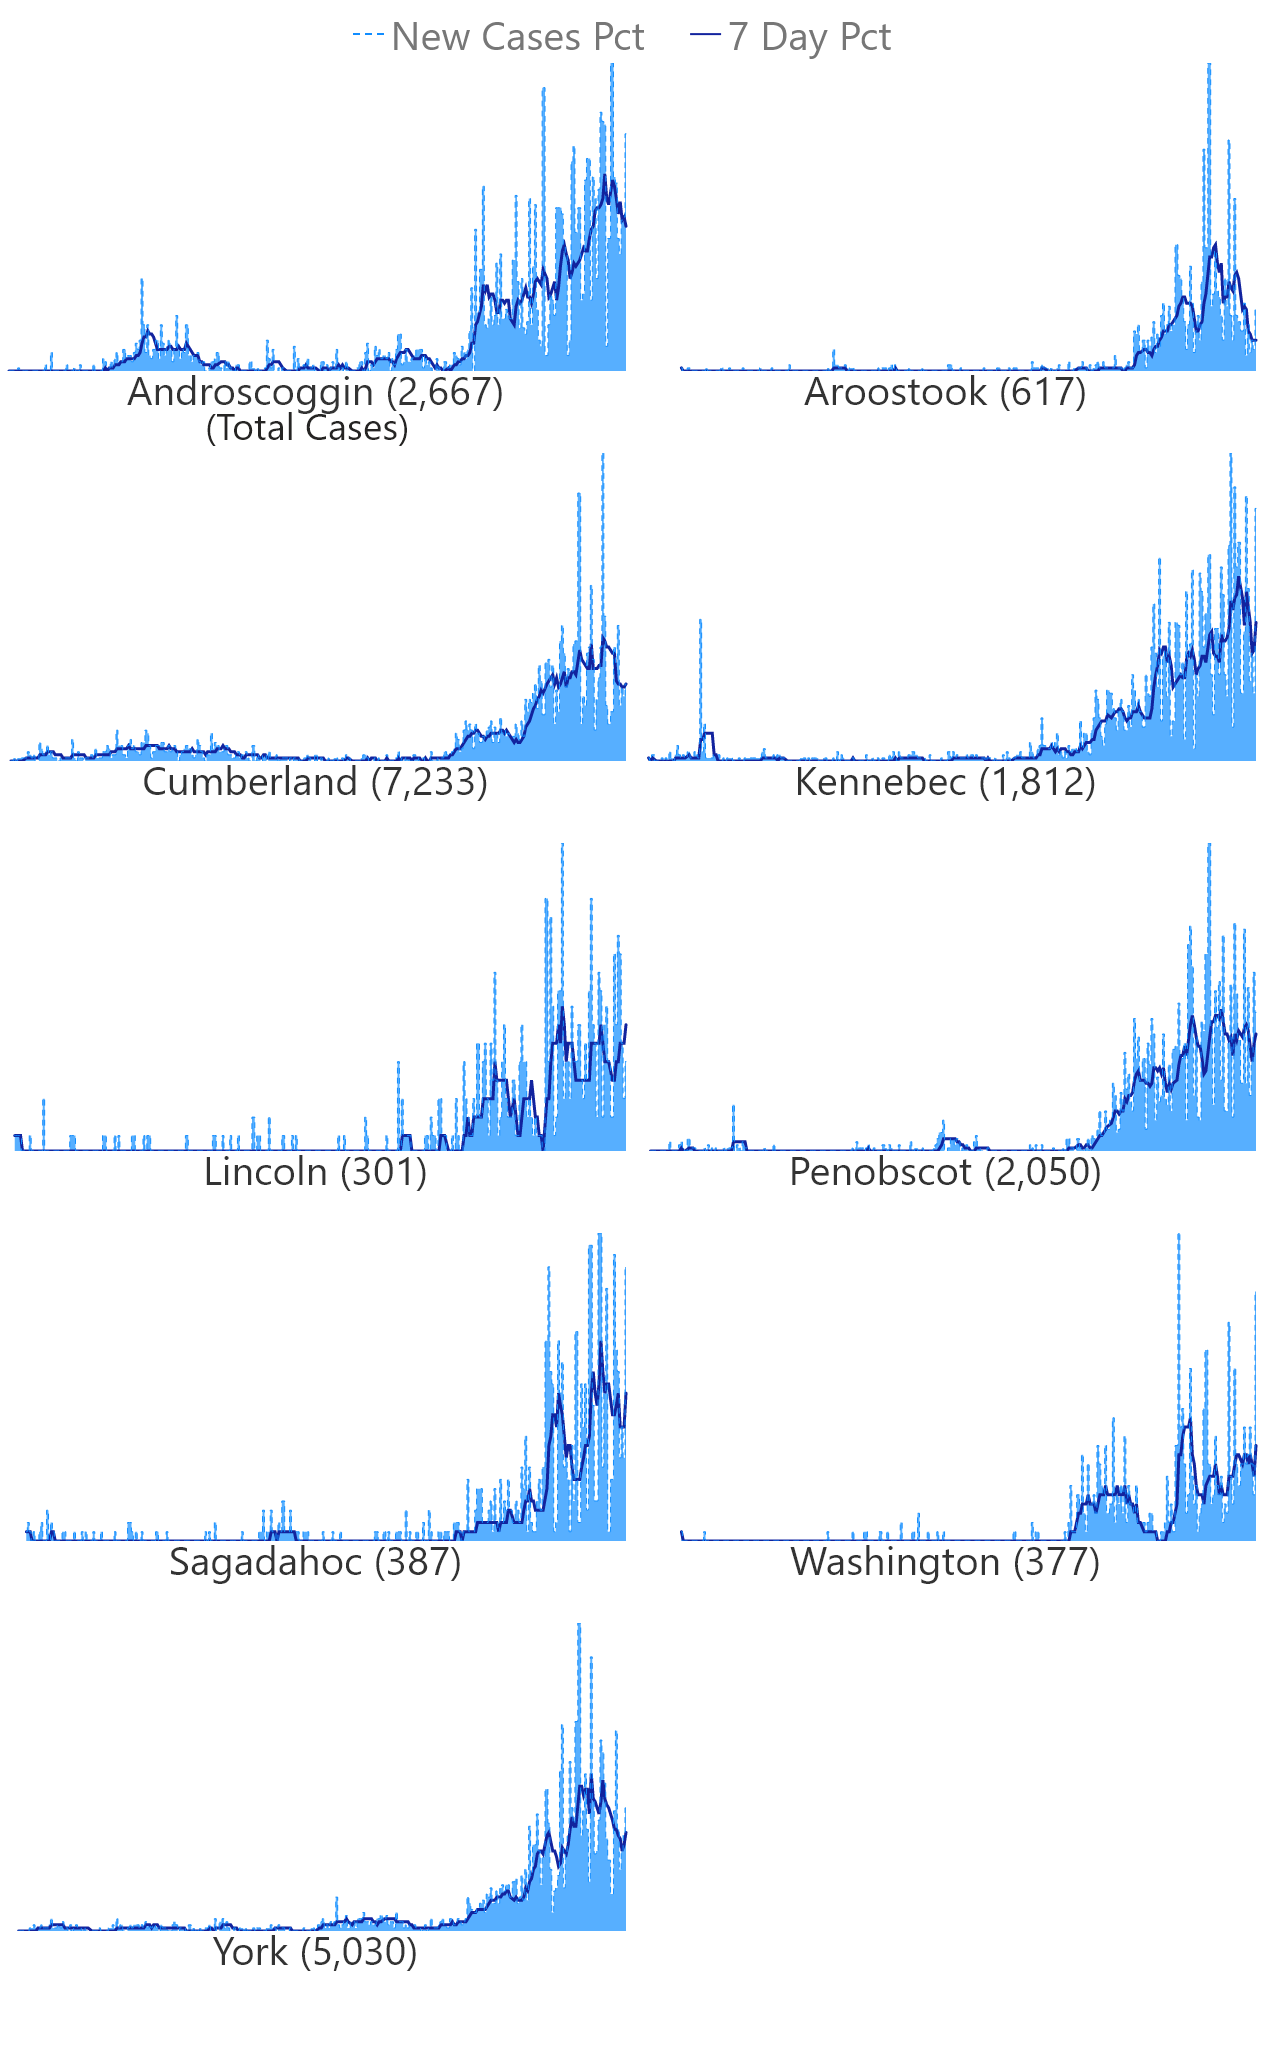 New Cases Pct 7 Day Pct
Androscoggin (2,667) Aroostook (617)
(Total Cases)
Cumberland (7,233) Kennebec (1,812)
Lincoln (301) Penobscot (2,050)
Sagadahoc (387) Washington (377)
York (5,030)